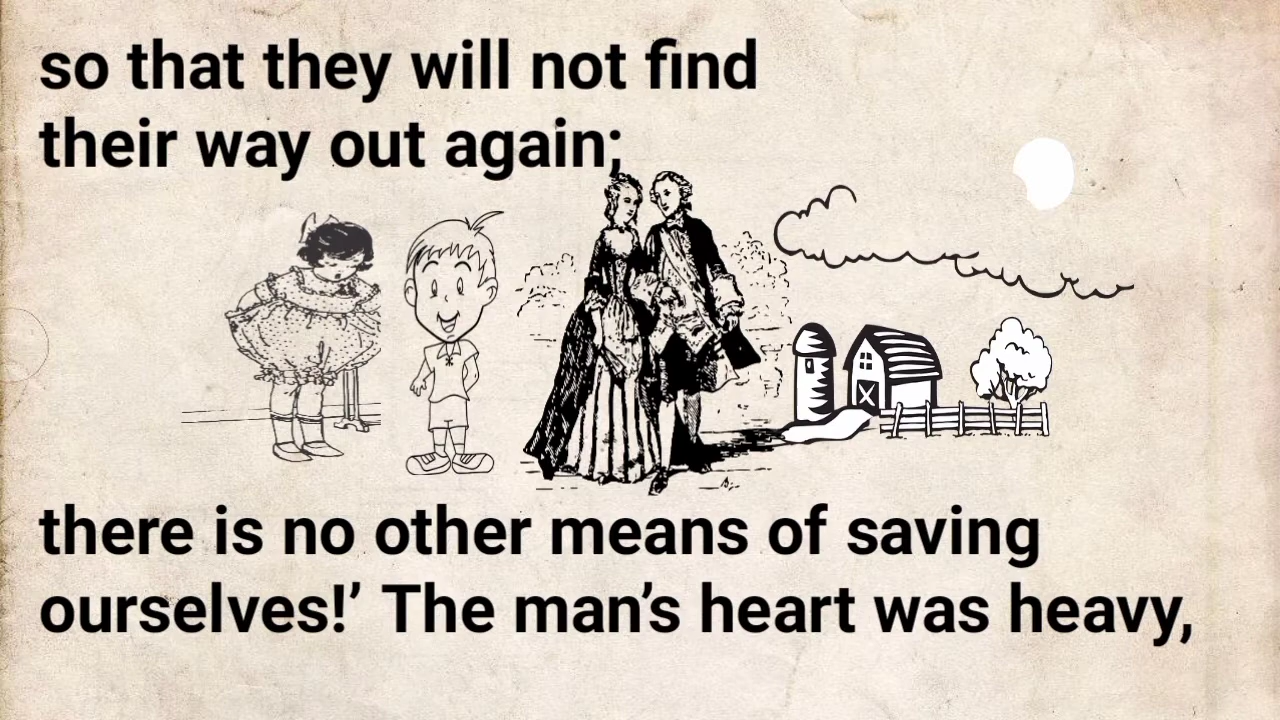 so that they will not find
their way out again;
there is no other means of saving
ourselves!’ The man’s heart was heavy,